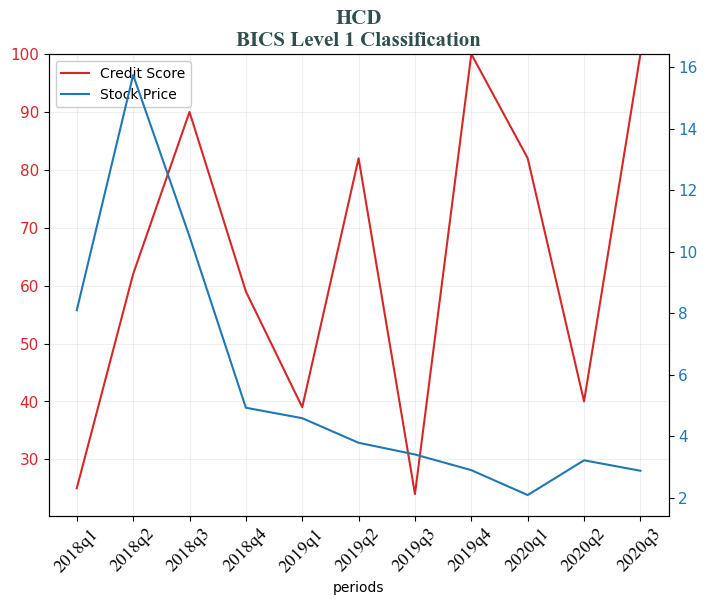 HCD
BICS Level 1 Classification
Credit Score
Stock Price
100
90
80
70
60
50
40
30
16
14
12
10
8
6
4
2
2018q1
2018q2
2018q3
2018q4
2019q1
2019q2
2019q3
2019q4
2020q1
2020q2
2020q3
periods